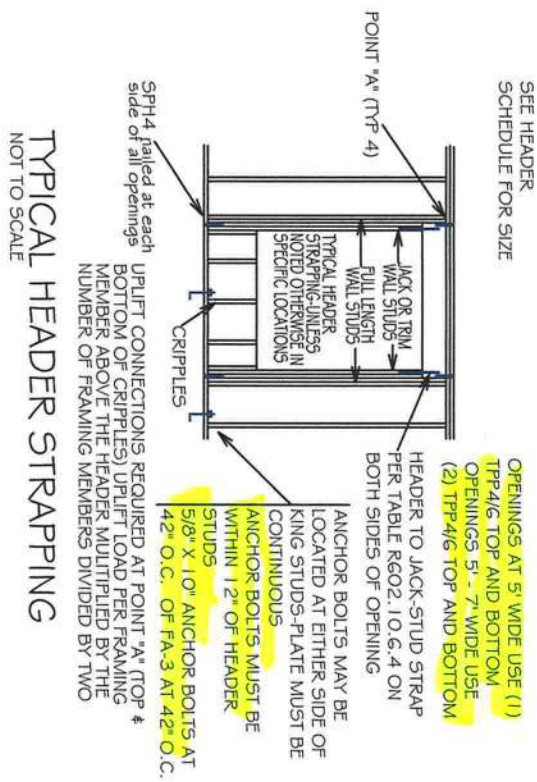 SEE HEADER
SCHEDULE FOR SIZE
POINT "A" (TYP 4)
OPENINGS AT 5' WIDE USE (1)
TPP4/6 TOP AND BOTTOM
OPENINGS 5' - 7' WIDE USE
(2) TPP4/6 TOP AND BOTTOM
HEADER TO JACK-STUD STRAP
PER TABLE R602.10.6.4 ON
BOTH SIDES OF OPENING
JACK OR TRIM
WALL STUDS
FULL LENGTH
WALL STUDS
TYPICAL HEADER
STRAPPING-UNLESS
NOTED OTHERWISE IN
SPECIFIC LOCATIONS
ANCHOR BOLTS MAY BE
LOCATED AT EITHER SIDE OF
KING STUDS-PLATE MUST BE
CONTINUOUS
ANCHOR BOLTS MUST BE
WITHIN 12" OF HEADER
STUDS
5/8" X 10" ANCHOR BOLTS AT
42" O.C. OF FA-3 AT 42" O.C.
CRIPPLES
SPH4 nailed at each
side of all openings
UPLIFT CONNECTIONS REQUIRED AT POINT "A" (TOP &
BOTTOM OF CRIPPLES) UPLIFT LOAD PER FRAMING
MEMBER ABOVE THE HEADER MULTIPLIED BY THE
NUMBER OF FRAMING MEMBERS DIVIDED BY TWO
TYPICAL HEADER STRAPPING
NOT TO SCALE